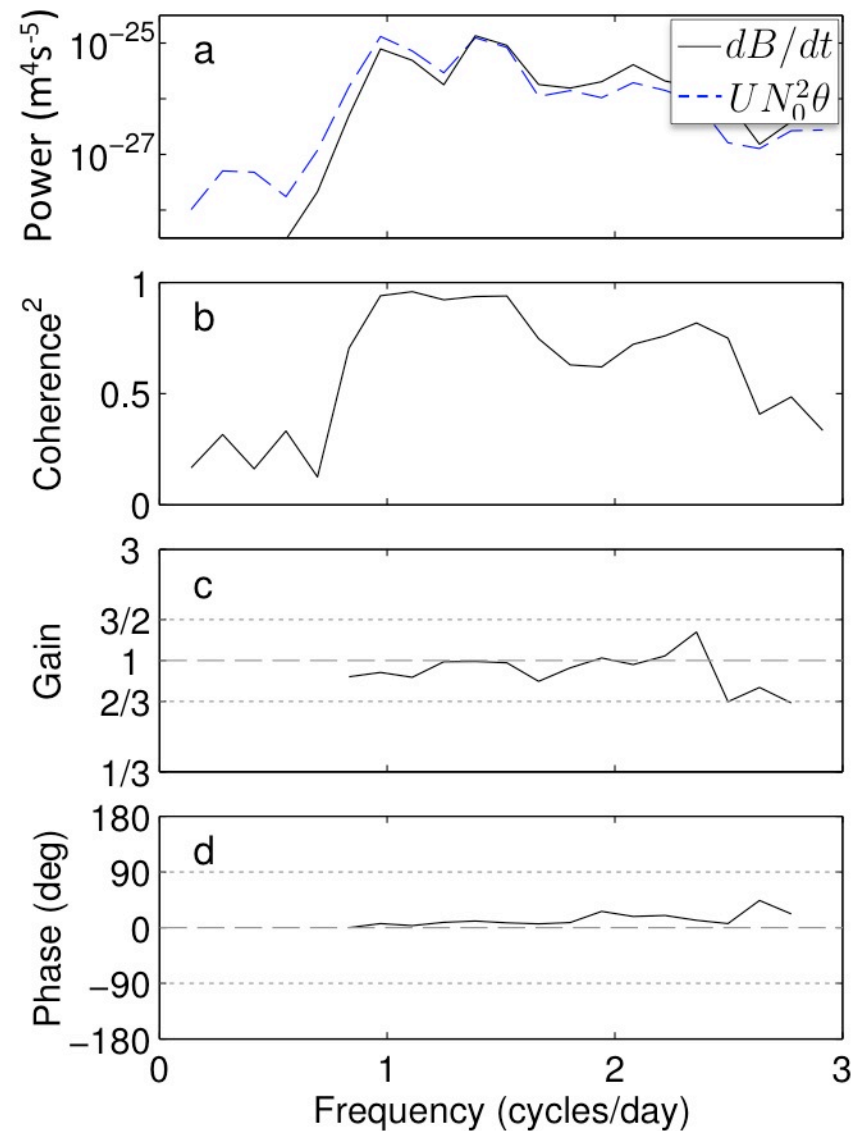 a
Power (m⁴s⁻⁵)
10⁻²⁵
10⁻²⁷
dB/dt
UN₀²θ
b
Coherence²
1
0.5
0
c
Gain
3
3/2
1
2/3
1/3
d
Phase (deg)
180
90
0
−90
−180
0 1 2 3
Frequency (cycles/day)